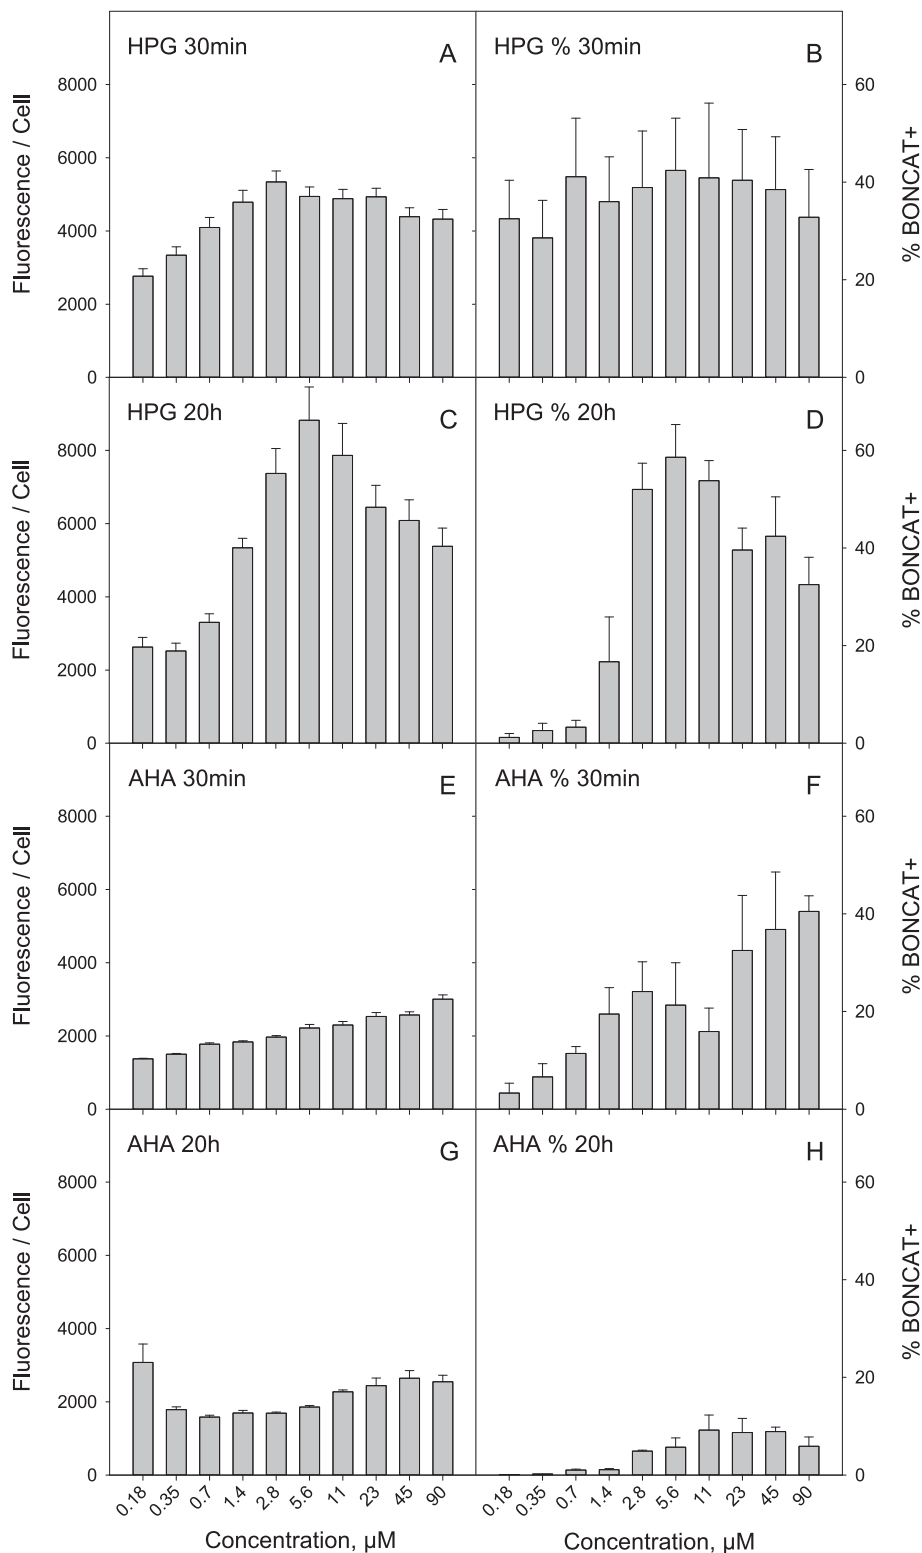 HPG 30min
A
HPG % 30min
B
Fluorescence / Cell
8000
6000
4000
2000
0
60
40
20
0
% BONCAT+
HPG 20h
C
HPG % 20h
D
Fluorescence / Cell
8000
6000
4000
2000
0
60
40
20
0
% BONCAT+
AHA 30min
E
AHA % 30min
F
Fluorescence / Cell
8000
6000
4000
2000
0
60
40
20
0
% BONCAT+
AHA 20h
G
AHA % 20h
H
Fluorescence / Cell
8000
6000
4000
2000
0
60
40
20
0
% BONCAT+
0.18 0.35 0.7 1.4 2.8 5.6 11 23 45 90
0.18 0.35 0.7 1.4 2.8 5.6 11 23 45 90
Concentration, µM
Concentration, µM